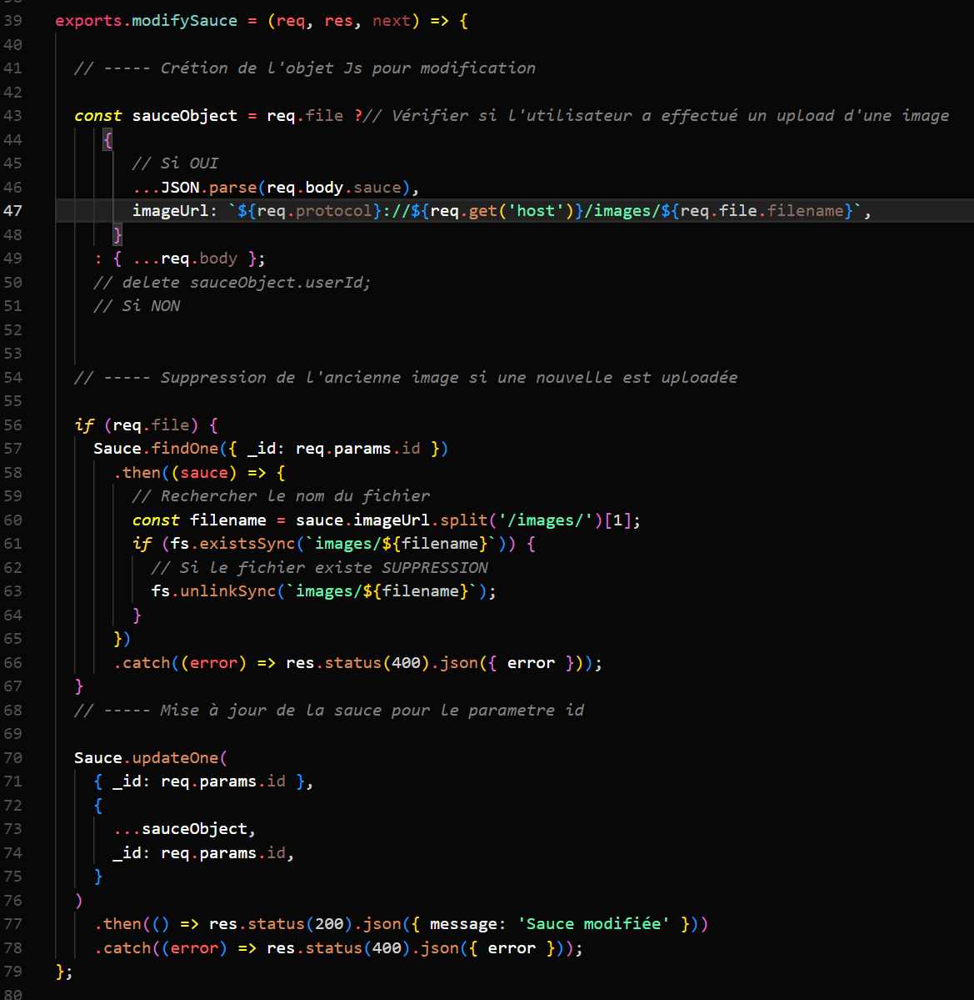 39 exports.modifySauce = (req, res, next) => {
40
41 // ----- Crétion de l'objet Js pour modification
42
43 const sauceObject = req.file ?// Vérifier si l'utilisateur a effectué un upload d'une image
44 {
45 // Si OUI
46 ...JSON.parse(req.body.sauce),
47 imageUrl: `${req.protocol}://${req.get('host')}/images/${req.file.filename}`,
48 }
49 : { ...req.body };
50 // delete sauceObject.userId;
51 // Si NON
52
53
54 // ----- Suppression de l'ancienne image si une nouvelle est uploadée
55
56 if (req.file) {
57 Sauce.findOne({ _id: req.params.id })
58 .then((sauce) => {
59 // Rechercher le nom du fichier
60 const filename = sauce.imageUrl.split('/images/')[1];
61 if (fs.existsSync(`images/${filename}`)) {
62 // Si le fichier existe SUPPRESSION
63 fs.unlinkSync(`images/${filename}`);
64 }
65 })
66 .catch((error) => res.status(400).json({ error }));
67 }
68 // ----- Mise à jour de la sauce pour le parametre id
69
70 Sauce.updateOne(
71 { _id: req.params.id },
72 {
73 ...sauceObject,
74 _id: req.params.id,
75 }
76 )
77 .then(() => res.status(200).json({ message: 'Sauce modifiée' }))
78 .catch((error) => res.status(400).json({ error }));
79 };
80